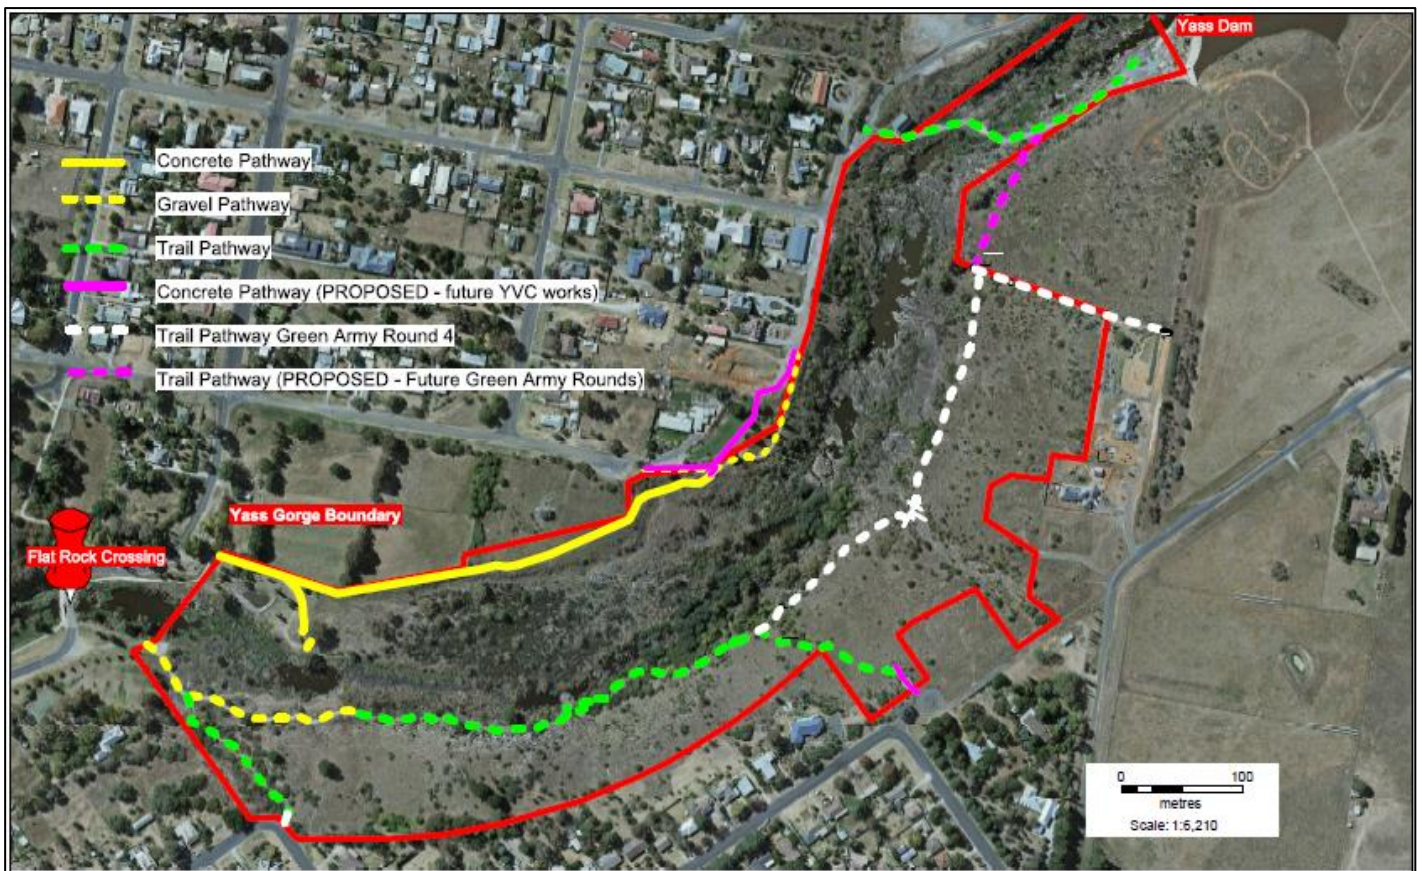 Yass Dam
Concrete Pathway
Gravel Pathway
Trail Pathway
Concrete Pathway (PROPOSED - future YVC works)
Trail Pathway Green Army Round 4
Trail Pathway (PROPOSED - Future Green Army Rounds)
Yass Gorge Boundary
Flat Rock Crossing
0 100
metres
Scale: 1:6,210